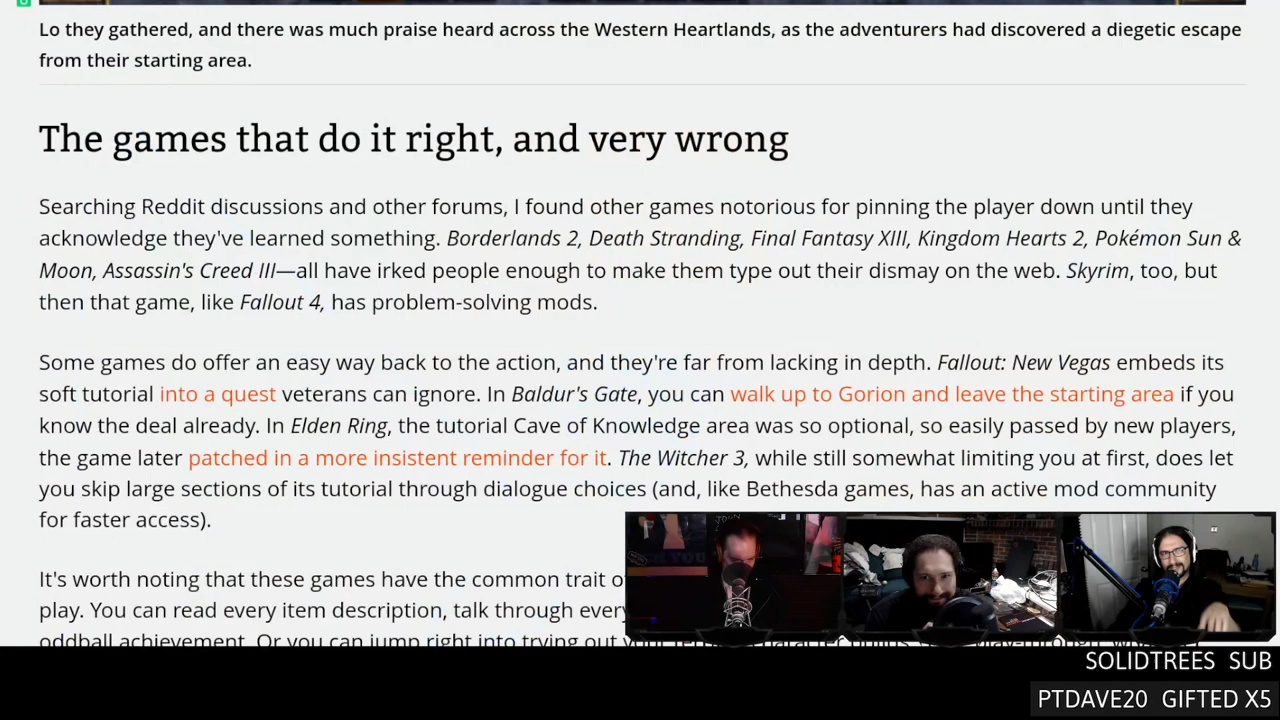 Lo they gathered, and there was much praise heard across the Western Heartlands, as the adventurers had discovered a diegetic escape
from their starting area.
The games that do it right, and very wrong
Searching Reddit discussions and other forums, I found other games notorious for pinning the player down until they
acknowledge they've learned something. Borderlands 2, Death Stranding, Final Fantasy XIII, Kingdom Hearts 2, Pokémon Sun &
Moon, Assassin's Creed III—all have irked people enough to make them type out their dismay on the web. Skyrim, too, but
then that game, like Fallout 4, has problem-solving mods.
Some games do offer an easy way back to the action, and they're far from lacking in depth. Fallout: New Vegas embeds its
soft tutorial into a quest veterans can ignore. In Baldur's Gate, you can walk up to Gorion and leave the starting area if you
know the deal already. In Elden Ring, the tutorial Cave of Knowledge area was so optional, so easily passed by new players,
the game later patched in a more insistent reminder for it. The Witcher 3, while still somewhat limiting you at first, does let
you skip large sections of its tutorial through dialogue choices (and, like Bethesda games, has an active mod community
for faster access).
It's worth noting that these games have the common trait
play. You can read every item description, talk through
oddball achievement. Or you can jump right into trying out
SOLIDTREES SUB
PTDAVE20 GIFTED X5